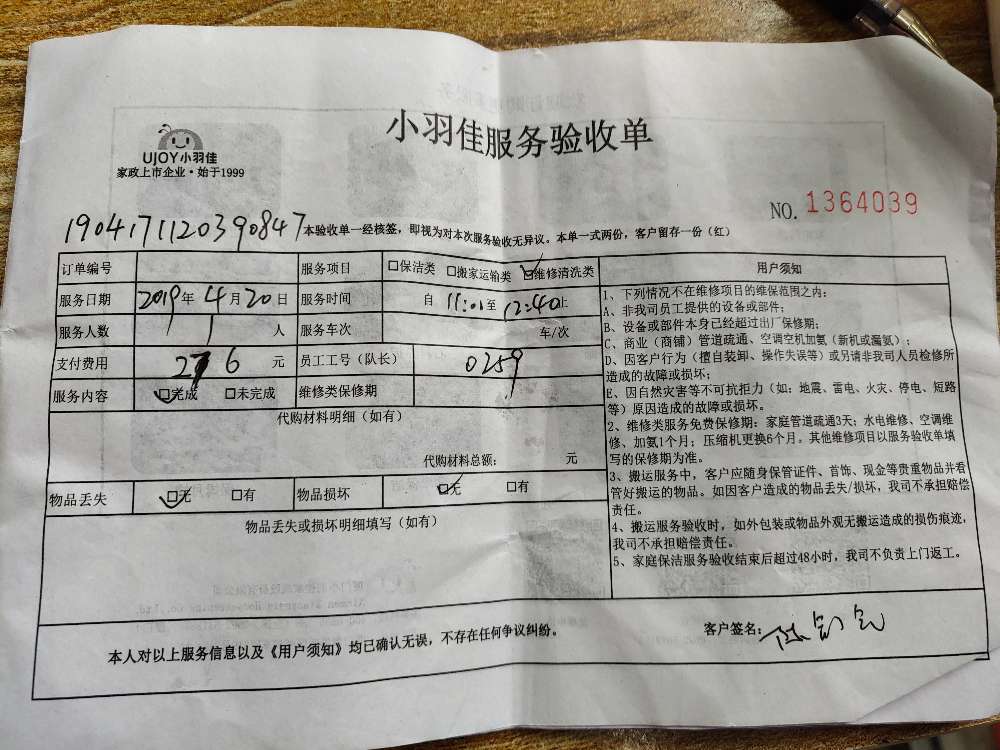 小羽佳服务验收单
UJOY小羽佳
家政上市企业·始于1999
NO. 1364039
1904171120390847
本验收单一经核签，即视为对本次服务验收无异议。本单一式两份，客户留存一份（红）
订单编号 服务项目 □保洁类 □搬家运输类 ☑维修清洗类
服务日期 2019年4月20日 服务时间 自 11:01至 12:40止
服务人数 1 人 服务车次 车/次
支付费用 276 元 员工工号（队长） 0259
服务内容 ☑完成 □未完成 维修类保修期
代购材料明细（如有）
代购材料总额： 元
物品丢失 ☑无 □有 物品损坏 ☑无 □有
物品丢失或损坏明细填写（如有）
用户须知
1、下列情况不在维修项目的维保范围之内：
A、非我司员工提供的设备或部件；
B、设备或部件本身已经超过出厂保修期；
C、商业（商铺）管道疏通、空调空机加氨（新机或漏氨）；
D、因客户行为（擅自装卸、操作失误等）或另请非我司人员检修所
造成的故障或损坏；
E、因自然灾害等不可抗拒力（如：地震、雷电、火灾、停电、短路
等）原因造成的故障或损坏。
2、维修类服务免费保修期：家庭管道疏通3天；水电维修、空调维
修、加氨1个月；压缩机更换6个月。其他维修项目以服务验收单填
写的保修期为准。
3、搬运服务中，客户应随身保管证件、首饰、现金等贵重物品并看
管好搬运的物品。如因客户造成的物品丢失/损坏，我司不承担赔偿
责任。
4、搬运服务验收时，如外包装或物品外观无搬运造成的损伤痕迹，
我司不承担赔偿责任。
5、家庭保洁服务验收结束后超过48小时，我司不负责上门返工。
本人对以上服务信息以及《用户须知》均已确认无误，不存在任何争议纠纷。
客户签名：